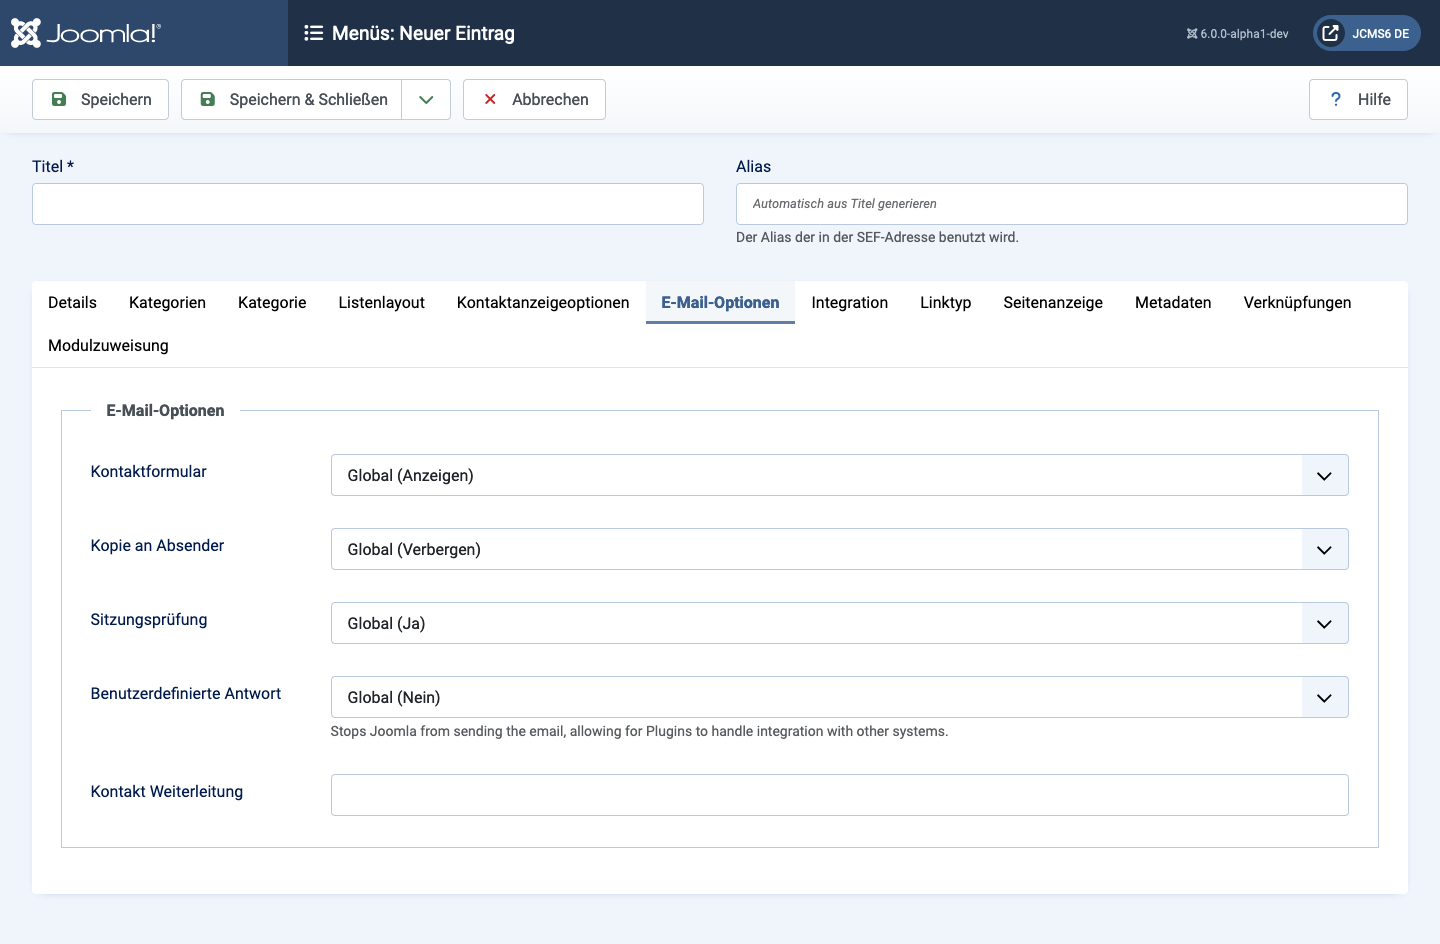 Joomla!®
Menüs: Neuer Eintrag
6.0.0-alpha1-dev
JCMS6 DE
Speichern
Speichern & Schließen
Abbrechen
? Hilfe
Titel *
Alias
Automatisch aus Titel generieren
Der Alias der in der SEF-Adresse benutzt wird.
Details Kategorien Kategorie Listenlayout Kontaktanzeigeoptionen E-Mail-Optionen Integration Linktyp Seitenanzeige Metadaten Verknüpfungen
Modulzuweisung
E-Mail-Optionen
Kontaktformular
Global (Anzeigen)
Kopie an Absender
Global (Verbergen)
Sitzungsprüfung
Global (Ja)
Benutzerdefinierte Antwort
Global (Nein)
Stops Joomla from sending the email, allowing for Plugins to handle integration with other systems.
Kontakt Weiterleitung